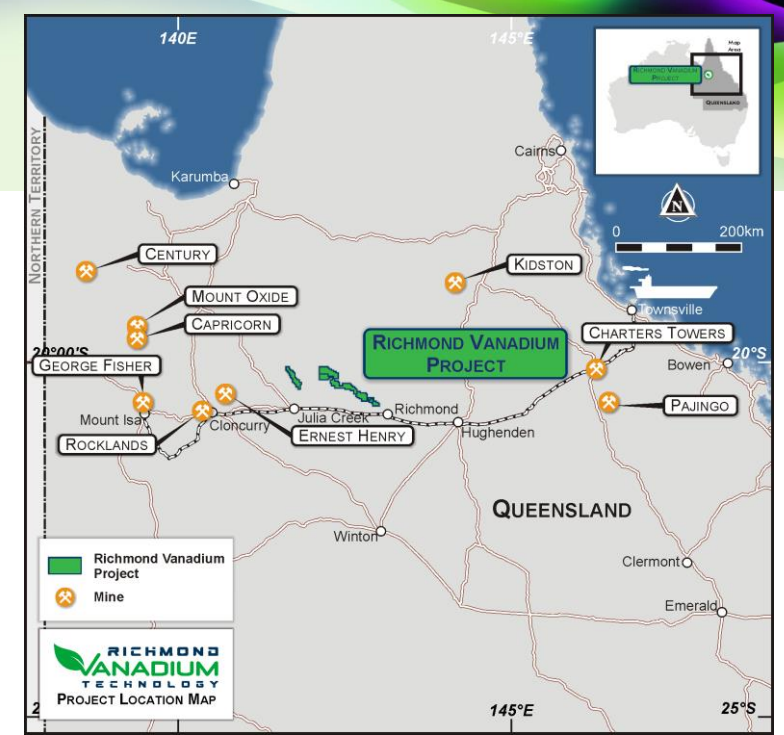 140E
145°E
Map
Area
RICHMOND VANADIUM
PROJECT
QUEENSLAND
NORTHERN TERRITORY
Cairns
Karumba
N
0 200km
CENTURY
KIDSTON
MOUNT OXIDE
Townsville
CAPRICORN
CHARTERS TOWERS
RICHMOND VANADIUM
PROJECT
20°00'S
20°S
GEORGE FISHER
Bowen
Mount Isa
Cloncurry
Julia Creek
Richmond
PAJINGO
ROCKLANDS
ERNEST HENRY
Hughenden
QUEENSLAND
Winton
Richmond Vanadium
Project
Clermont
Mine
Emerald
RICHMOND
VANADIUM
TECHNOLOGY
PROJECT LOCATION MAP
145°E
25°S